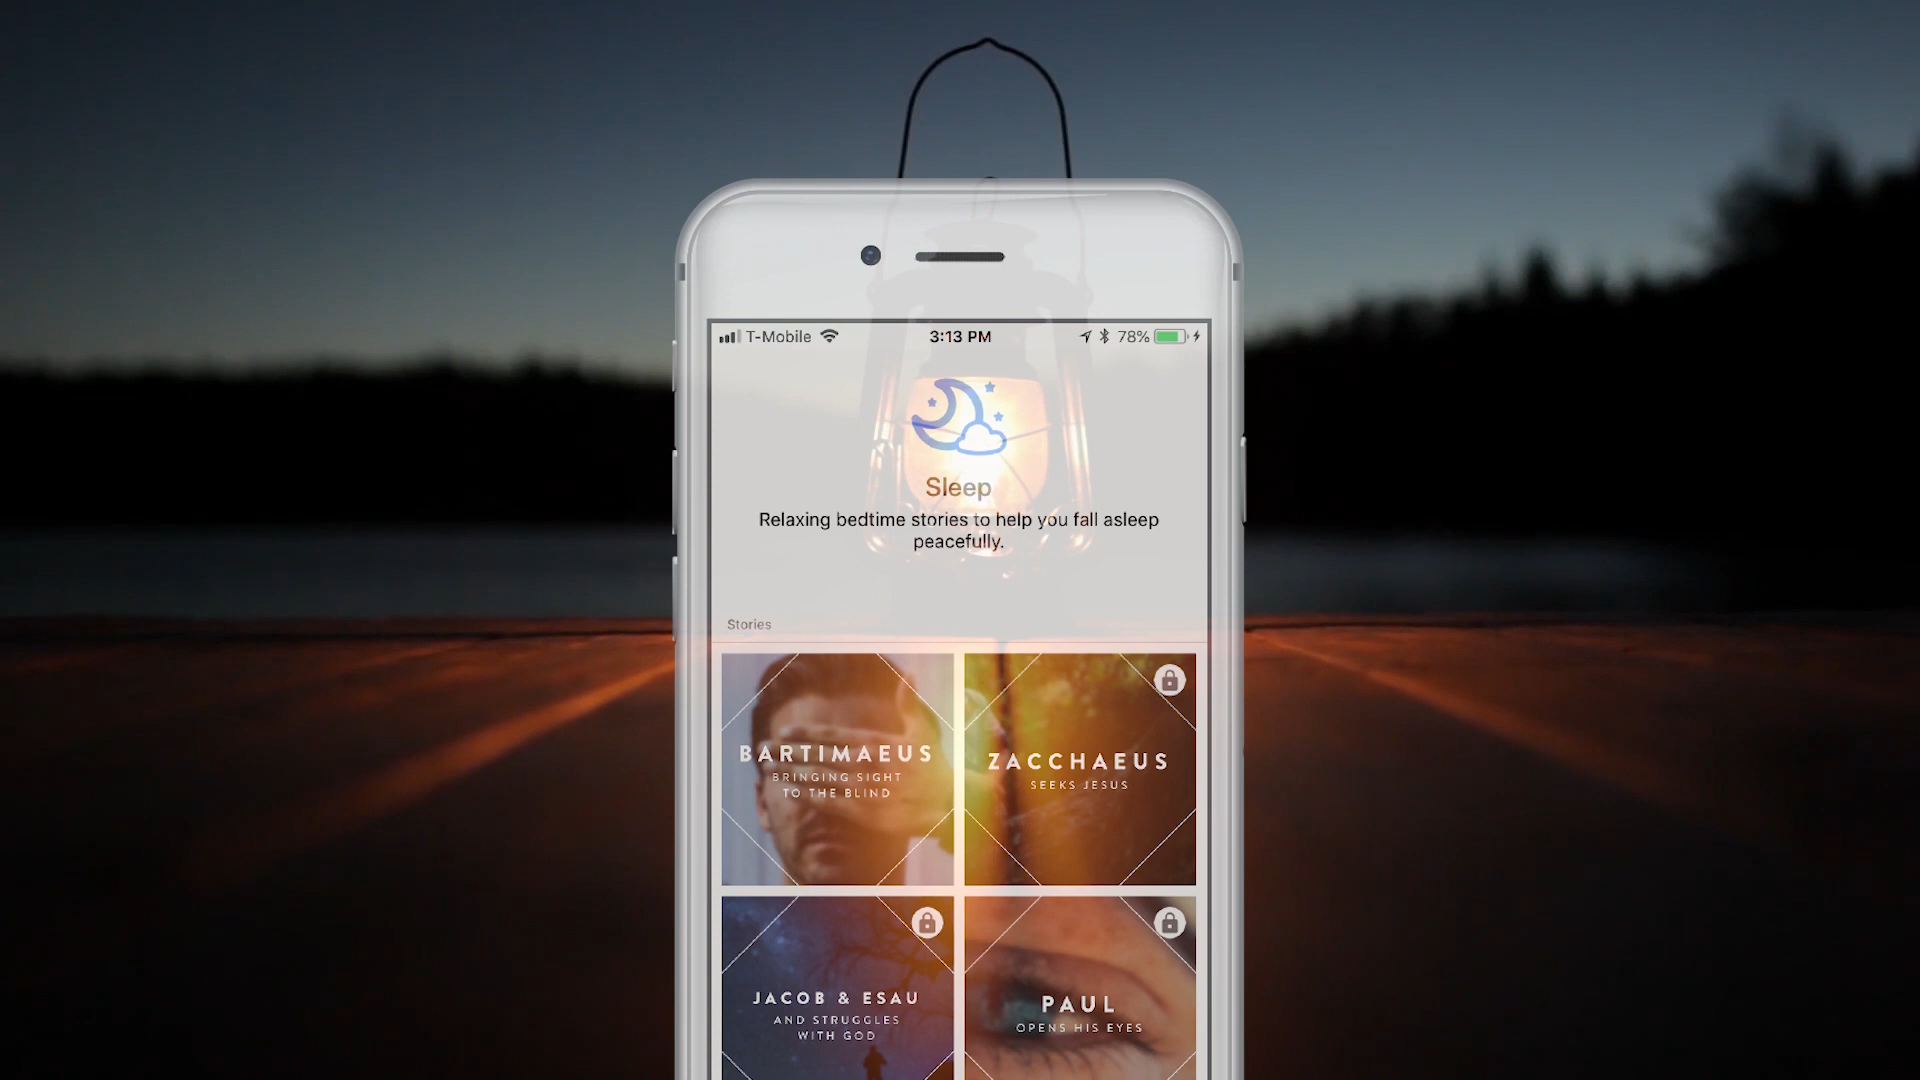 T-Mobile 3:13 PM 78%
Sleep
Relaxing bedtime stories to help you fall asleep
peacefully.
Stories
BARTIMAEUS
BRINGING SIGHT
TO THE BLIND
ZACCHAEUS
SEEKS JESUS
JACOB & ESAU
AND STRUGGLES
WITH GOD
PAUL
OPENS HIS EYES